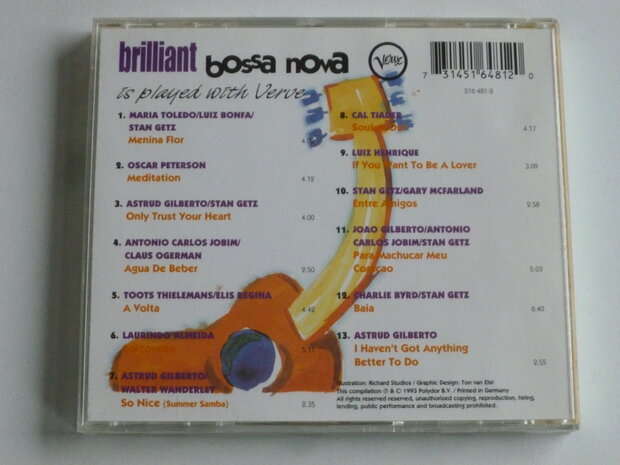 brilliant bossa nova
is played with Verve
Verve
7 31451 64812 0
516 481-2
1. MARIA TOLEDO/LUIZ BONFA/
STAN GETZ
Menina Flor
2. OSCAR PETERSON
Meditation 4.12
3. ASTRUD GILBERTO/STAN GETZ
Only Trust Your Heart 4.00
4. ANTONIO CARLOS JOBIM/
CLAUS OGERMAN
Agua De Beber 2.50
5. TOOTS THIELEMANS/ELIS REGINA
A Volta 4.42
6. LAURINDO ALMEIDA
5.11
7. ASTRUD GILBERTO/
WALTER WANDERLEY
So Nice (Summer Samba) 2.35
8. CAL TJADER
4.17
9. LUIZ HENRIQUE
If You Want To Be A Lover 3.09
10. STAN GETZ/GARY MCFARLAND
Entre Amigos 2.58
11. JOAO GILBERTO/ANTONIO
CARLOS JOBIM/STAN GETZ
Para Machucar Meu
Coraçao 5.03
12. CHARLIE BYRD/STAN GETZ
Baia 6.40
13. ASTRUD GILBERTO
I Haven't Got Anything
Better To Do 2.55
Illustration: Richard Studios / Graphic Design: Ton van Elst
This compilation ℗ & © 1993 Polydor B.V. / Printed in Germany
All rights reserved reserved, unauthorized copying, reproduction, hiring,
lending, public performance and broadcasting prohibited.